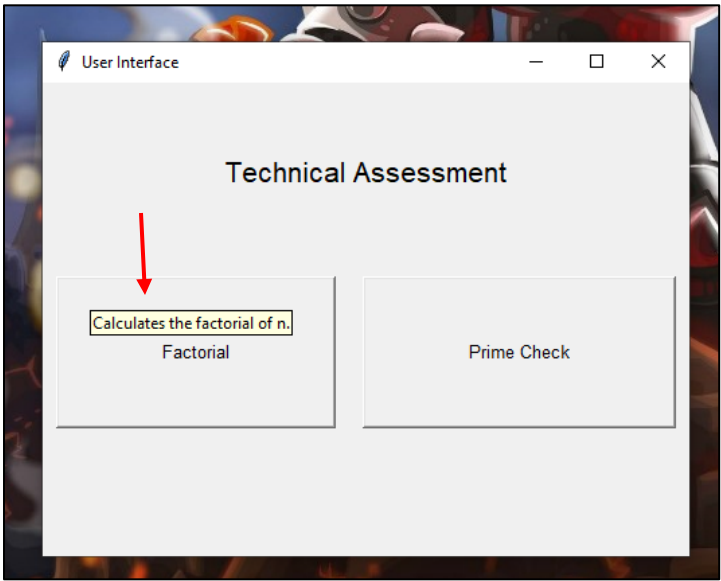 User Interface
Technical Assessment
Calculates the factorial of n.
Factorial
Prime Check